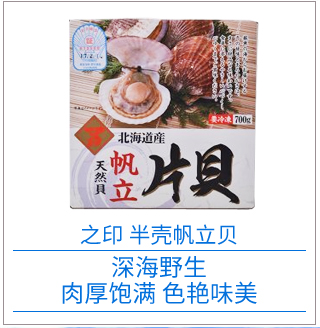 要冷凍 700g
北海道産
天然貝
帆立
片貝
之印 半壳帆立贝
深海野生
肉厚饱满 色艳味美